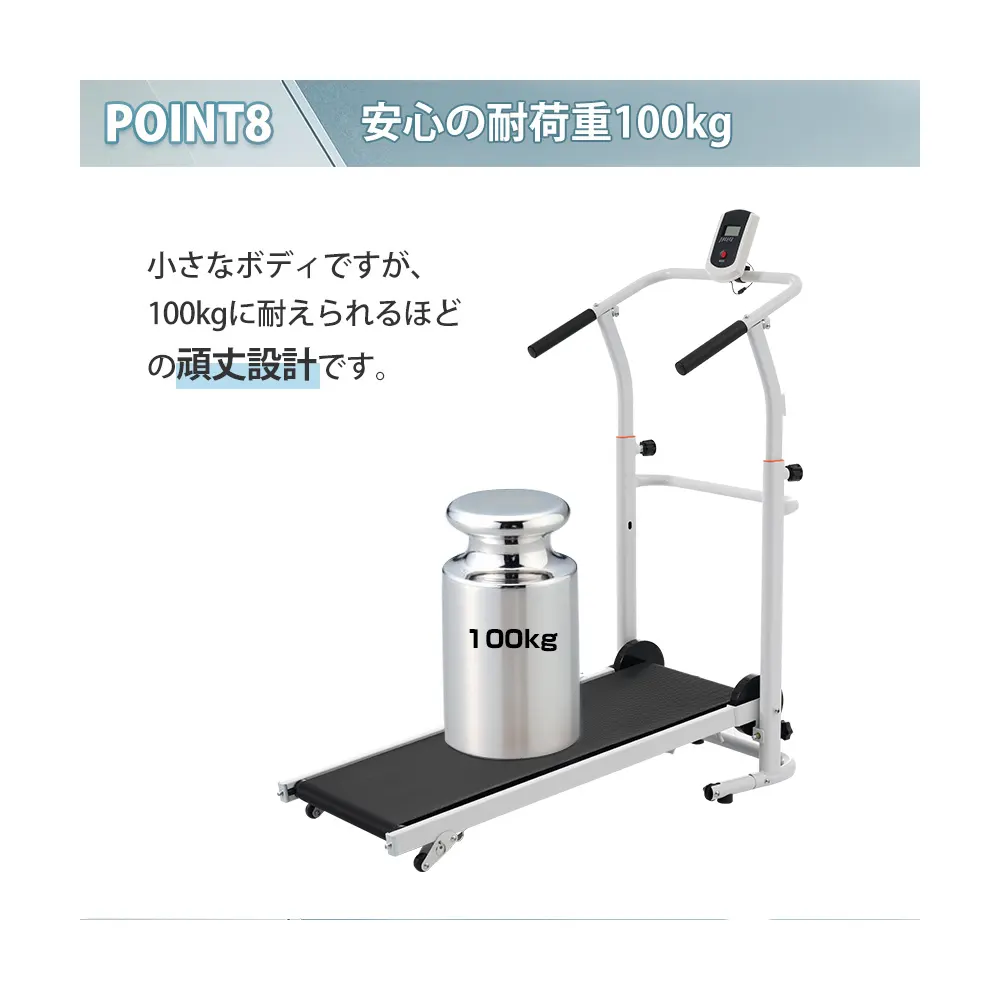 POINT8
安心の耐荷重100kg
小さなボディですが、
100kgに耐えられるほど
の頑丈設計です。
100kg